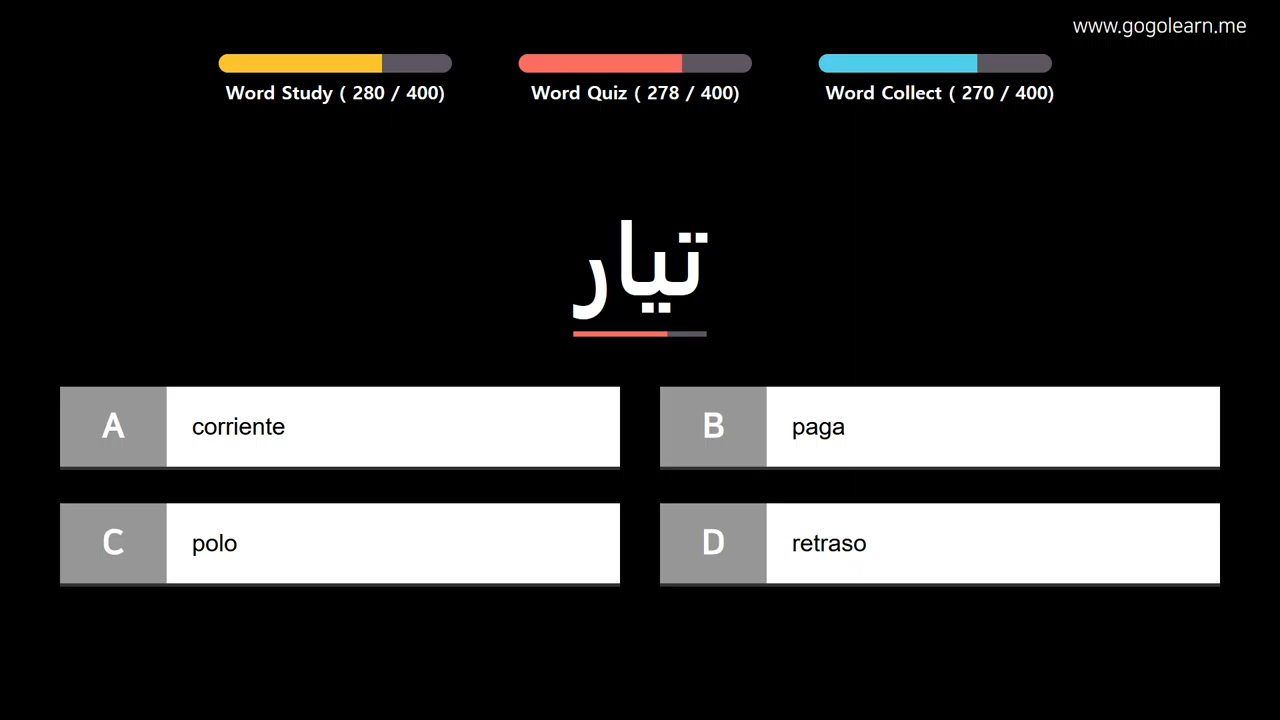 www.gogolearn.me
Word Study ( 280 / 400)
Word Quiz ( 278 / 400)
Word Collect ( 270 / 400)
تيار
A corriente
B paga
C polo
D retraso